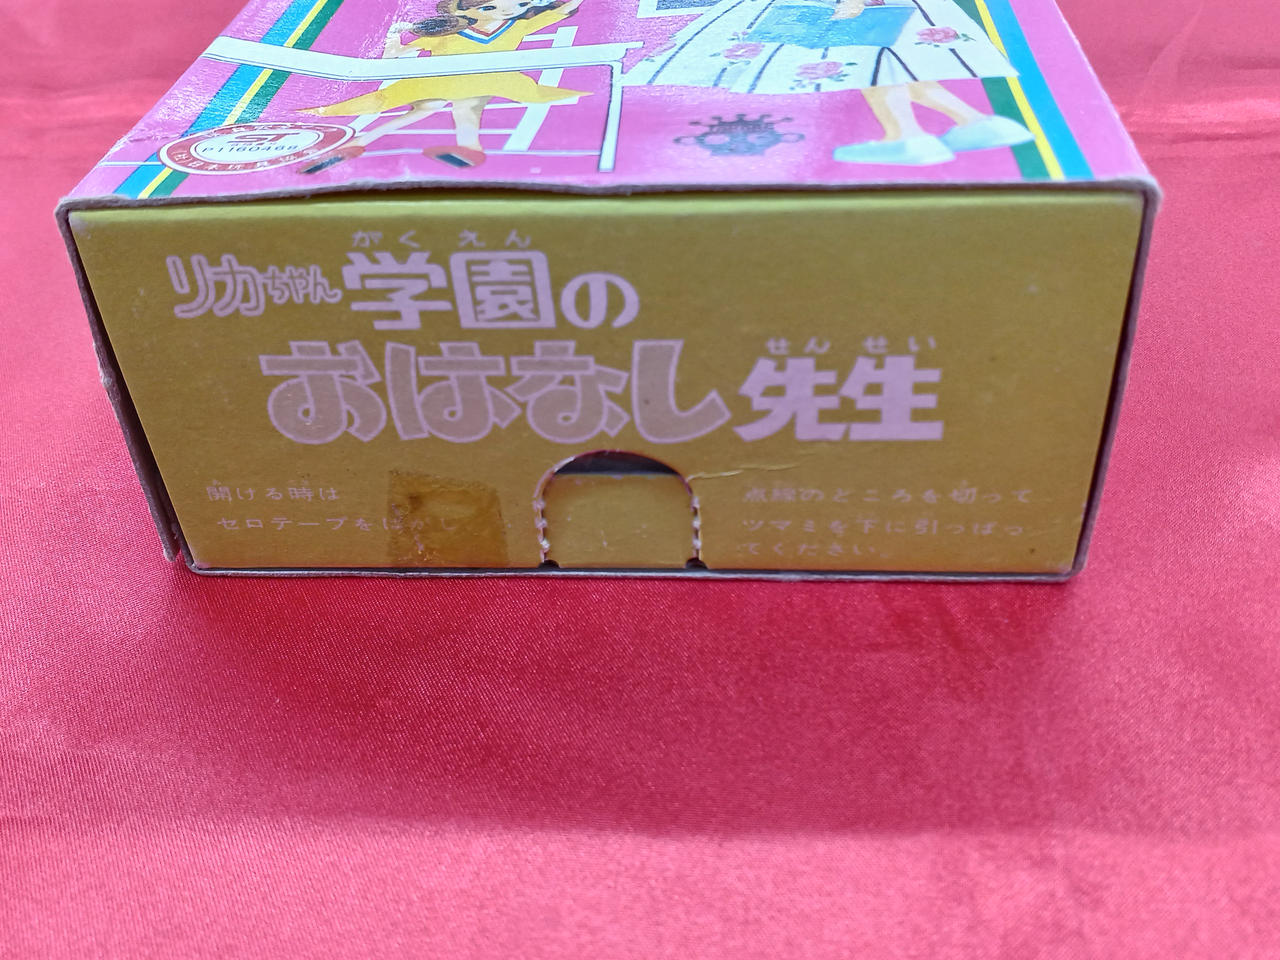 P1160468
TAKARA
がくえん
リカちゃん学園の
せんせい
おはなし先生
開ける時は
セロテープをはがし
点線のところを切って
ツマミを下に引っぱっ
てください。